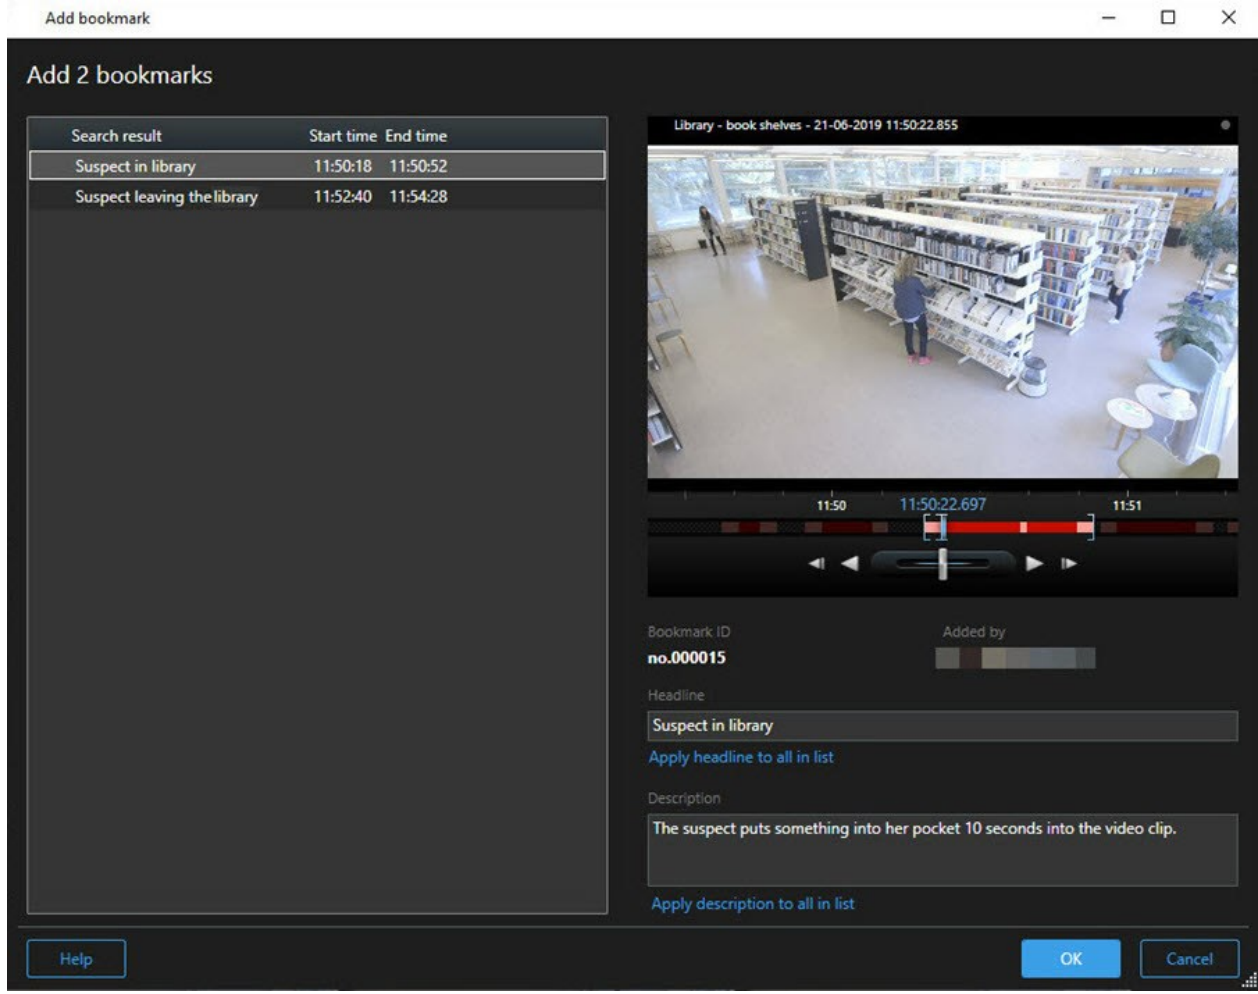 Add bookmark
Add 2 bookmarks
Search result Start time End time
Suspect in library 11:50:18 11:50:52
Suspect leaving the library 11:52:40 11:54:28
Library - book shelves - 21-06-2019 11:50:22.855
11:50 11:50:22.697 11:51
Bookmark ID Added by
no.000015
Headline
Suspect in library
Apply headline to all in list
Description
The suspect puts something into her pocket 10 seconds into the video clip.
Apply description to all in list
Help OK Cancel